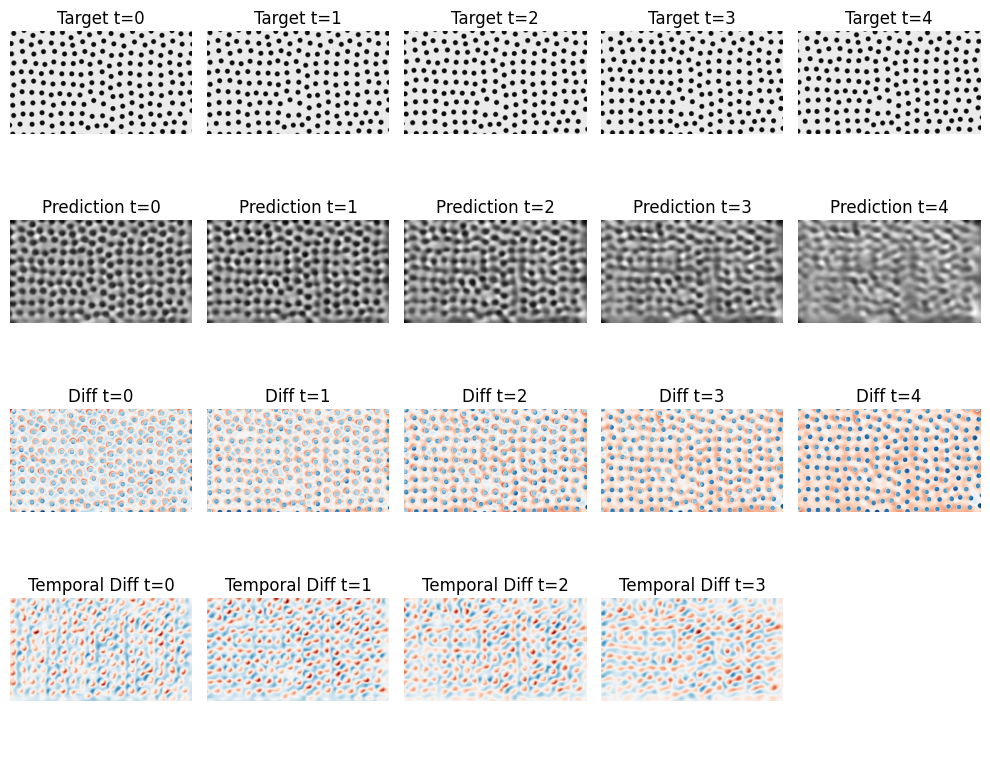 Target t=0
Target t=1
Target t=2
Target t=3
Target t=4
Prediction t=0
Prediction t=1
Prediction t=2
Prediction t=3
Prediction t=4
Diff t=0
Diff t=1
Diff t=2
Diff t=3
Diff t=4
Temporal Diff t=0
Temporal Diff t=1
Temporal Diff t=2
Temporal Diff t=3